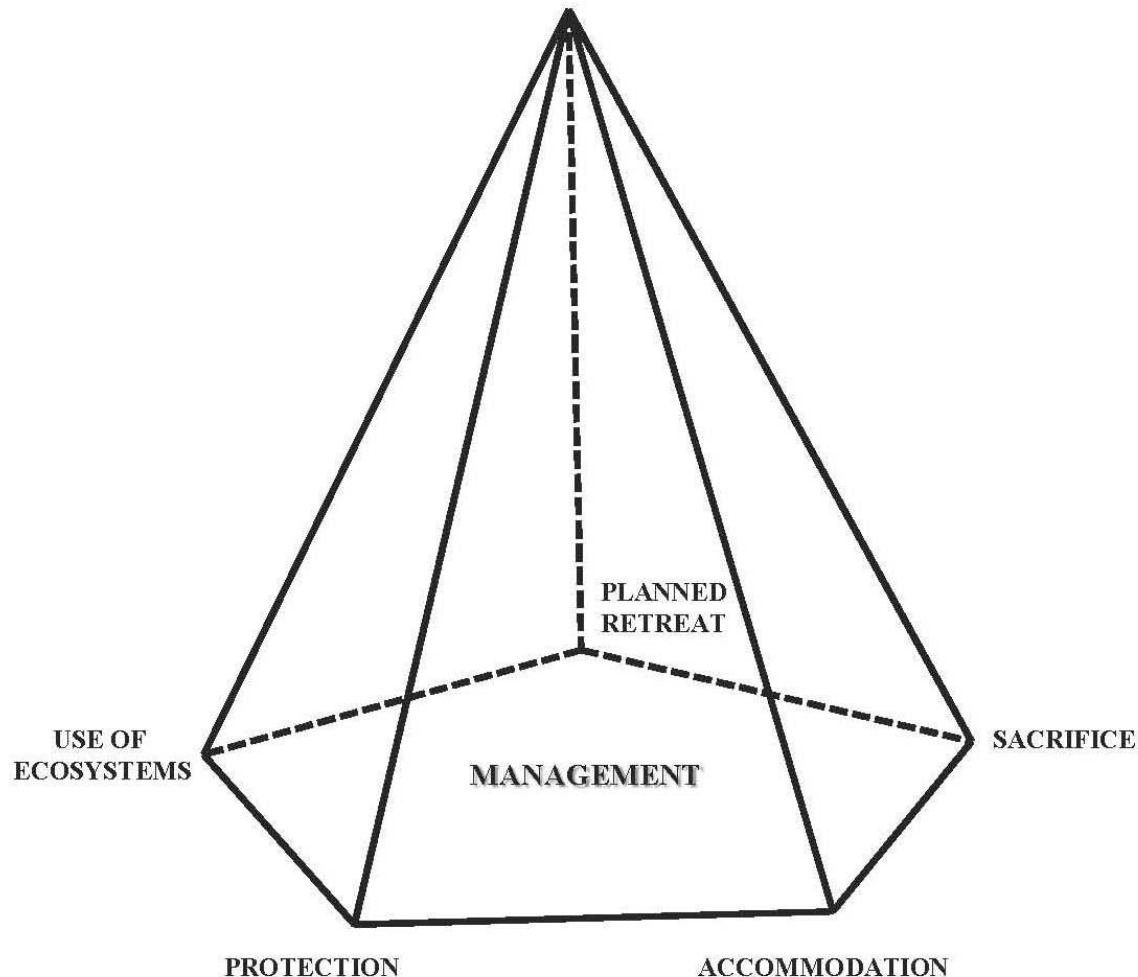 PLANNED
RETREAT
USE OF
ECOSYSTEMS
SACRIFICE
MANAGEMENT
PROTECTION
ACCOMMODATION